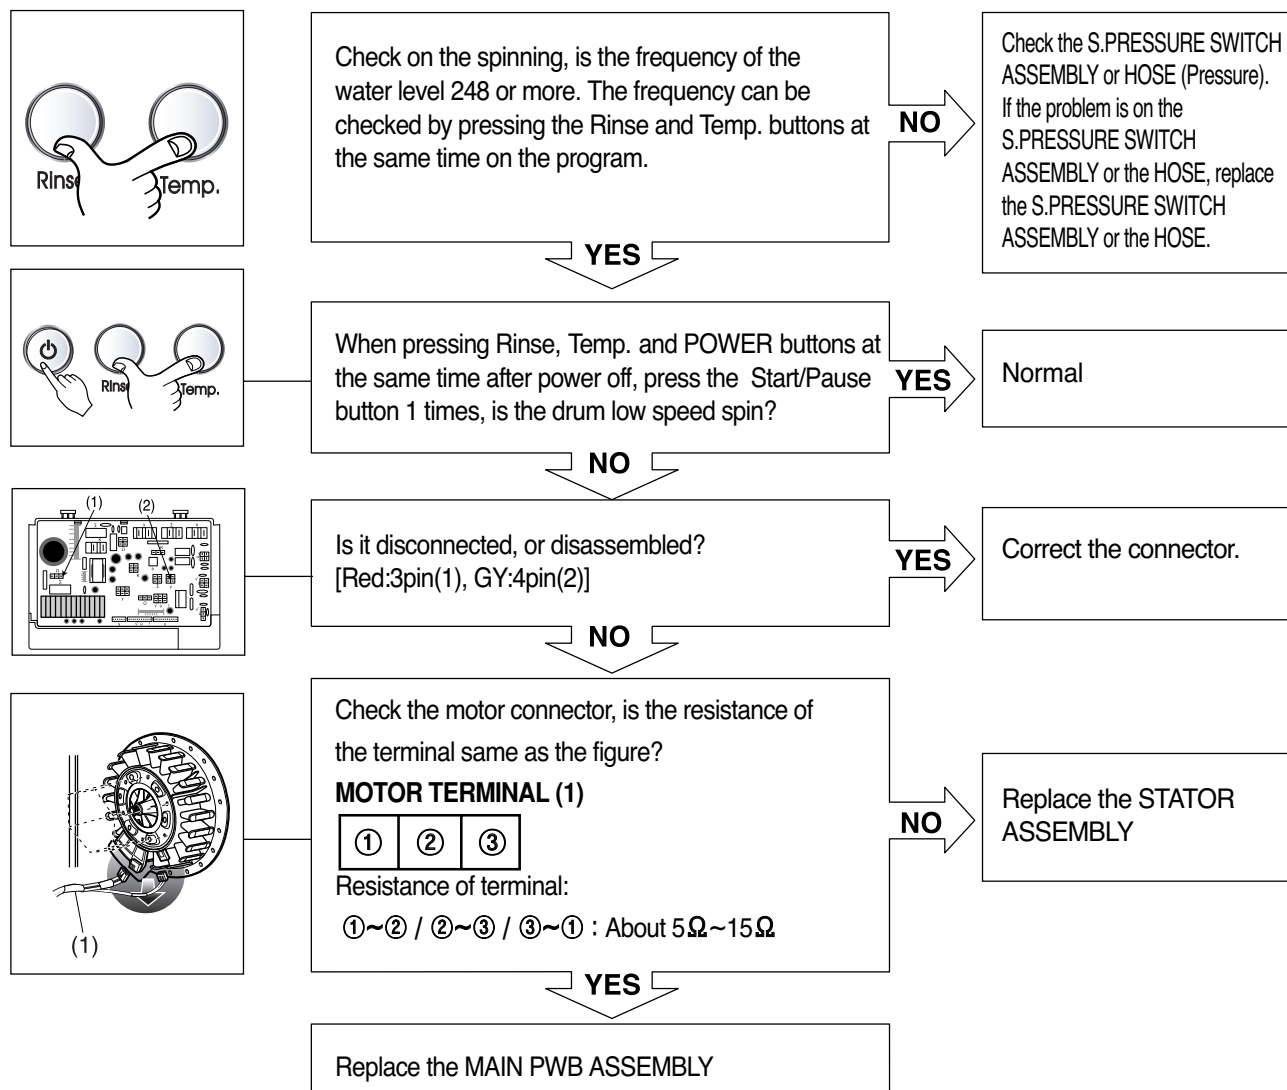 Rinse
Temp.
Check on the spinning, is the frequency of the
water level 248 or more. The frequency can be
checked by pressing the Rinse and Temp. buttons at
the same time on the program.
NO
Check the S.PRESSURE SWITCH
ASSEMBLY or HOSE (Pressure).
If the problem is on the
S.PRESSURE SWITCH
ASSEMBLY or the HOSE, replace
the S.PRESSURE SWITCH
ASSEMBLY or the HOSE.
YES
Rinse
Temp.
When pressing Rinse, Temp. and POWER buttons at
the same time after power off, press the Start/Pause
button 1 times, is the drum low speed spin?
YES
Normal
NO
(1)
(2)
Is it disconnected, or disassembled?
[Red:3pin(1), GY:4pin(2)]
YES
Correct the connector.
NO
(1)
Check the motor connector, is the resistance of
the terminal same as the figure?
MOTOR TERMINAL (1)
① ② ③
Resistance of terminal:
①~② / ②~③ / ③~① : About 5Ω~15Ω
NO
Replace the STATOR
ASSEMBLY
YES
Replace the MAIN PWB ASSEMBLY